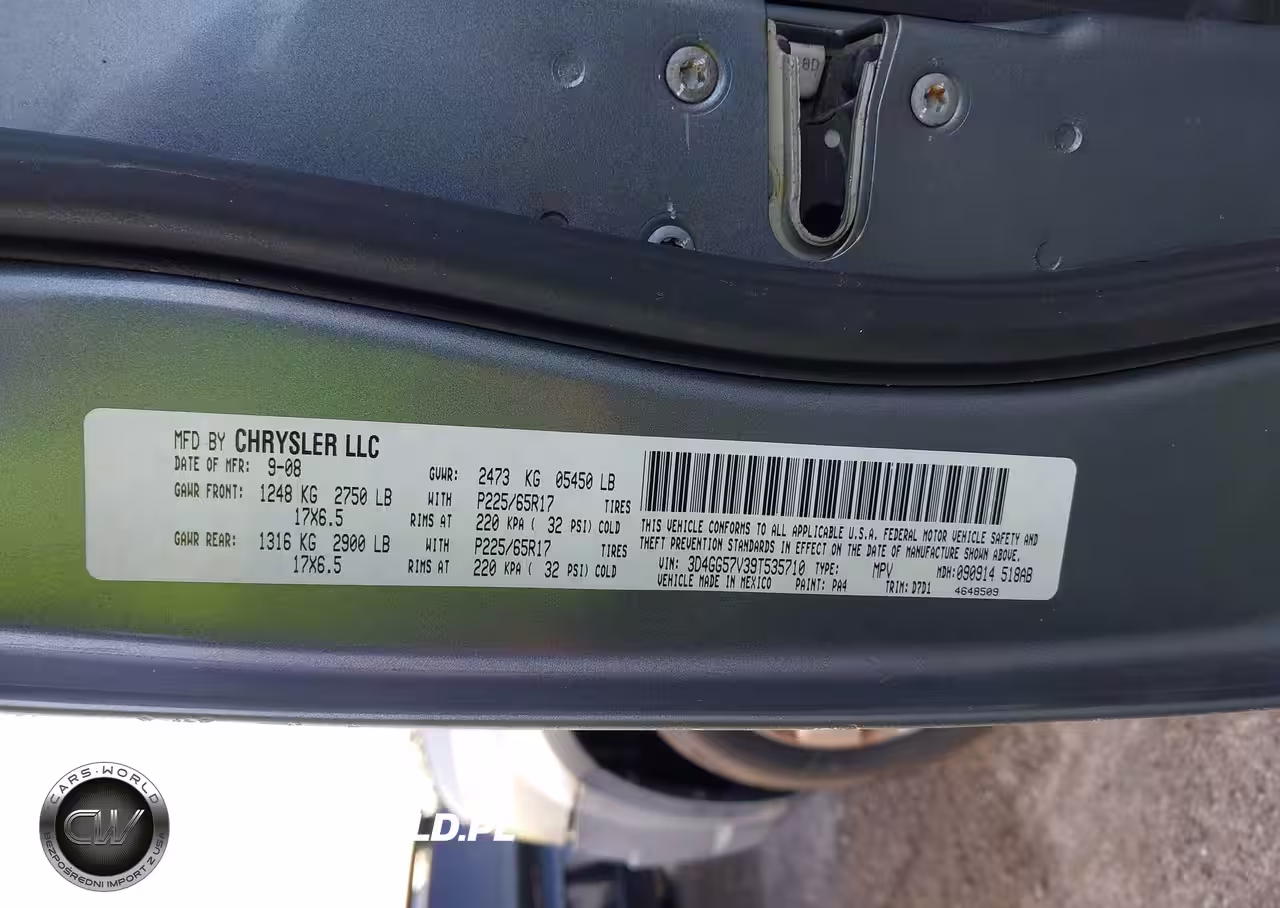 8D
MFD BY CHRYSLER LLC
DATE OF MFR: 9-08 GVWR: 2473 KG 05450 LB
GAWR FRONT: 1248 KG 2750 LB WITH P225/65R17 TIRES
17X6.5 RIMS AT 220 KPA ( 32 PSI) COLD
GAWR REAR: 1316 KG 2900 LB WITH P225/65R17 TIRES
17X6.5 RIMS AT 220 KPA ( 32 PSI) COLD
THIS VEHICLE CONFORMS TO ALL APPLICABLE U.S.A. FEDERAL MOTOR VEHICLE SAFETY AND
THEFT PREVENTION STANDARDS IN EFFECT ON THE DATE OF MANUFACTURE SHOWN ABOVE.
VIN: 3D4GG57V39T535710 TYPE: MPV MDH:090914 518AB
VEHICLE MADE IN MEXICO PAINT: PA4 TRIM: D7D1 4648509
CARS-WORLD
CW
BEZPOŚREDNI IMPORT Z USA
LD.PL